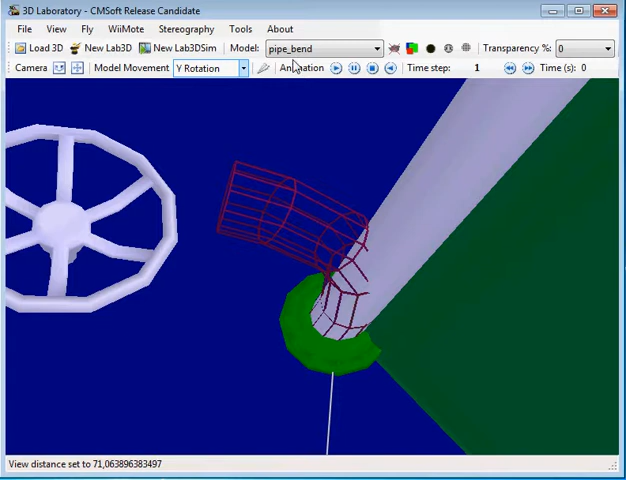 3D Laboratory - CMSoft Release Candidate
File View Fly WiiMote Stereography Tools About
Load 3D New Lab3D New Lab3DSim Model: pipe_bend Transparency %: 0
Camera Model Movement Y Rotation Animation Time step: 1 Time (s): 0
View distance set to 71,063896383497